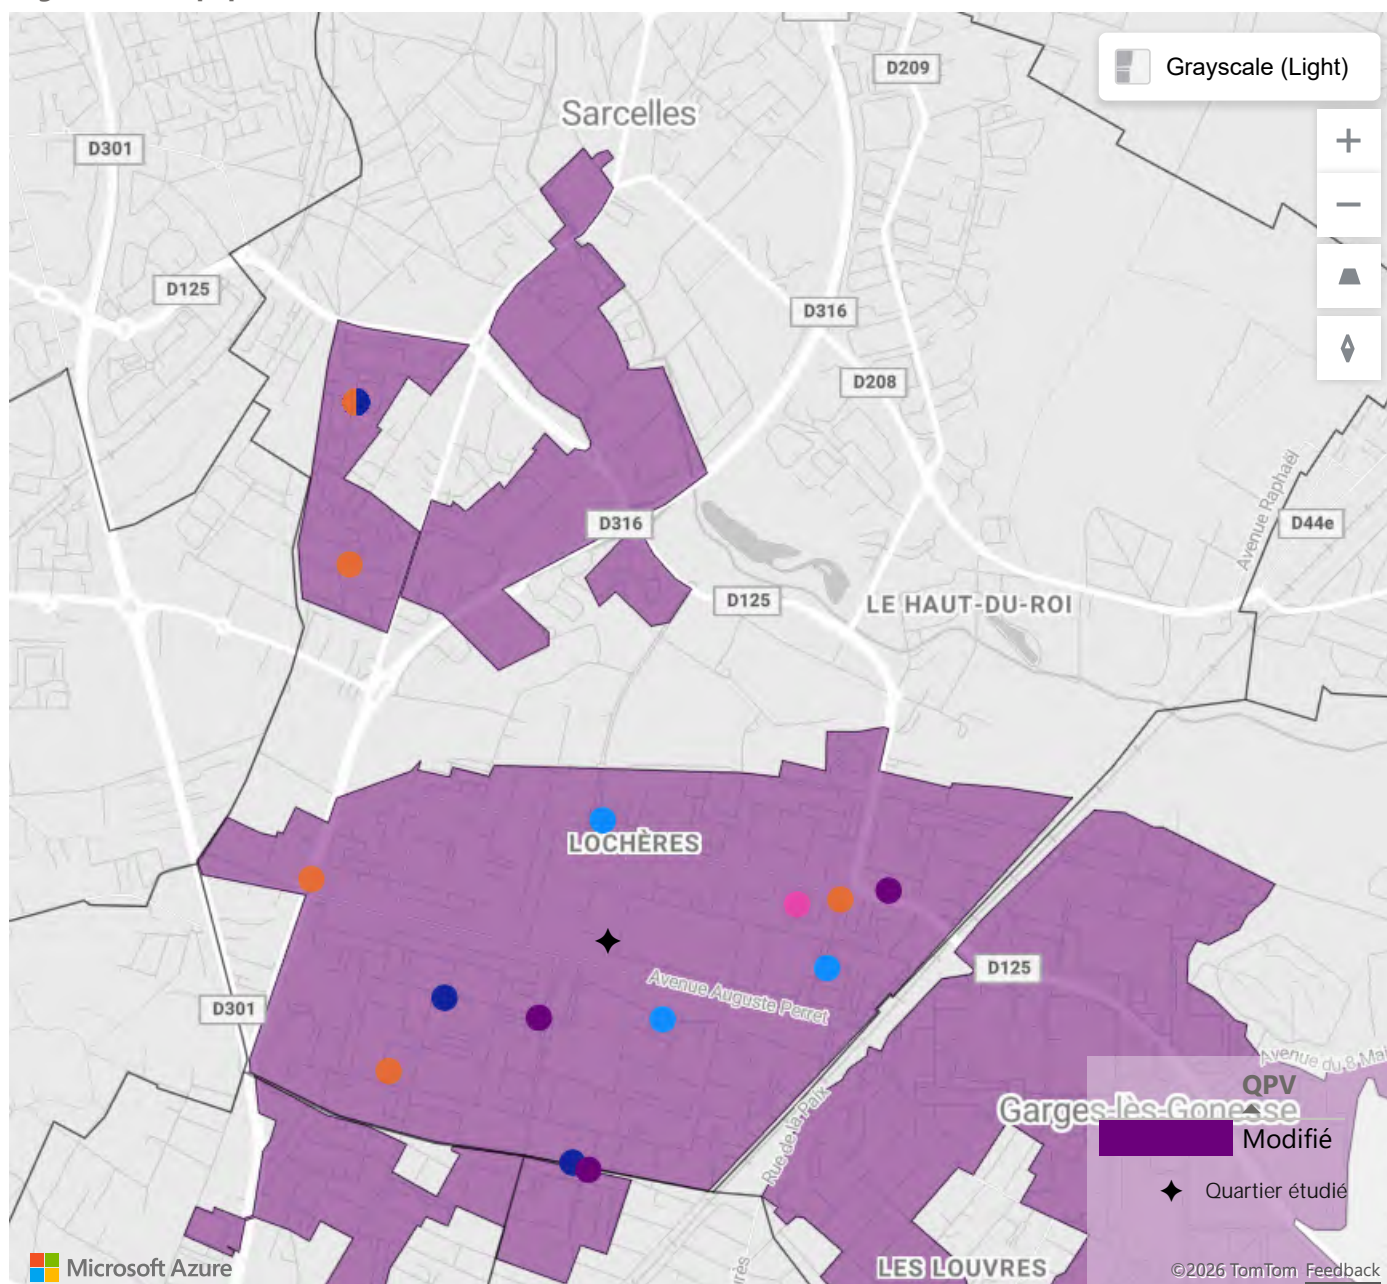 D209
Grayscale (Light)
Sarcelles
D301
D125
D316
D208
Avenue Raphaël
D44e
D316
D125
LE HAUT-DU-ROI
LOCHÈRES
Avenue Auguste Perret
D125
D301
Avenue du 8 Mai
QPV
Garges-lès-Gonesse
Modifié
Rue de la Paix
Quartier étudié
LES LOUVRES
Microsoft Azure
©2026 TomTom Feedback